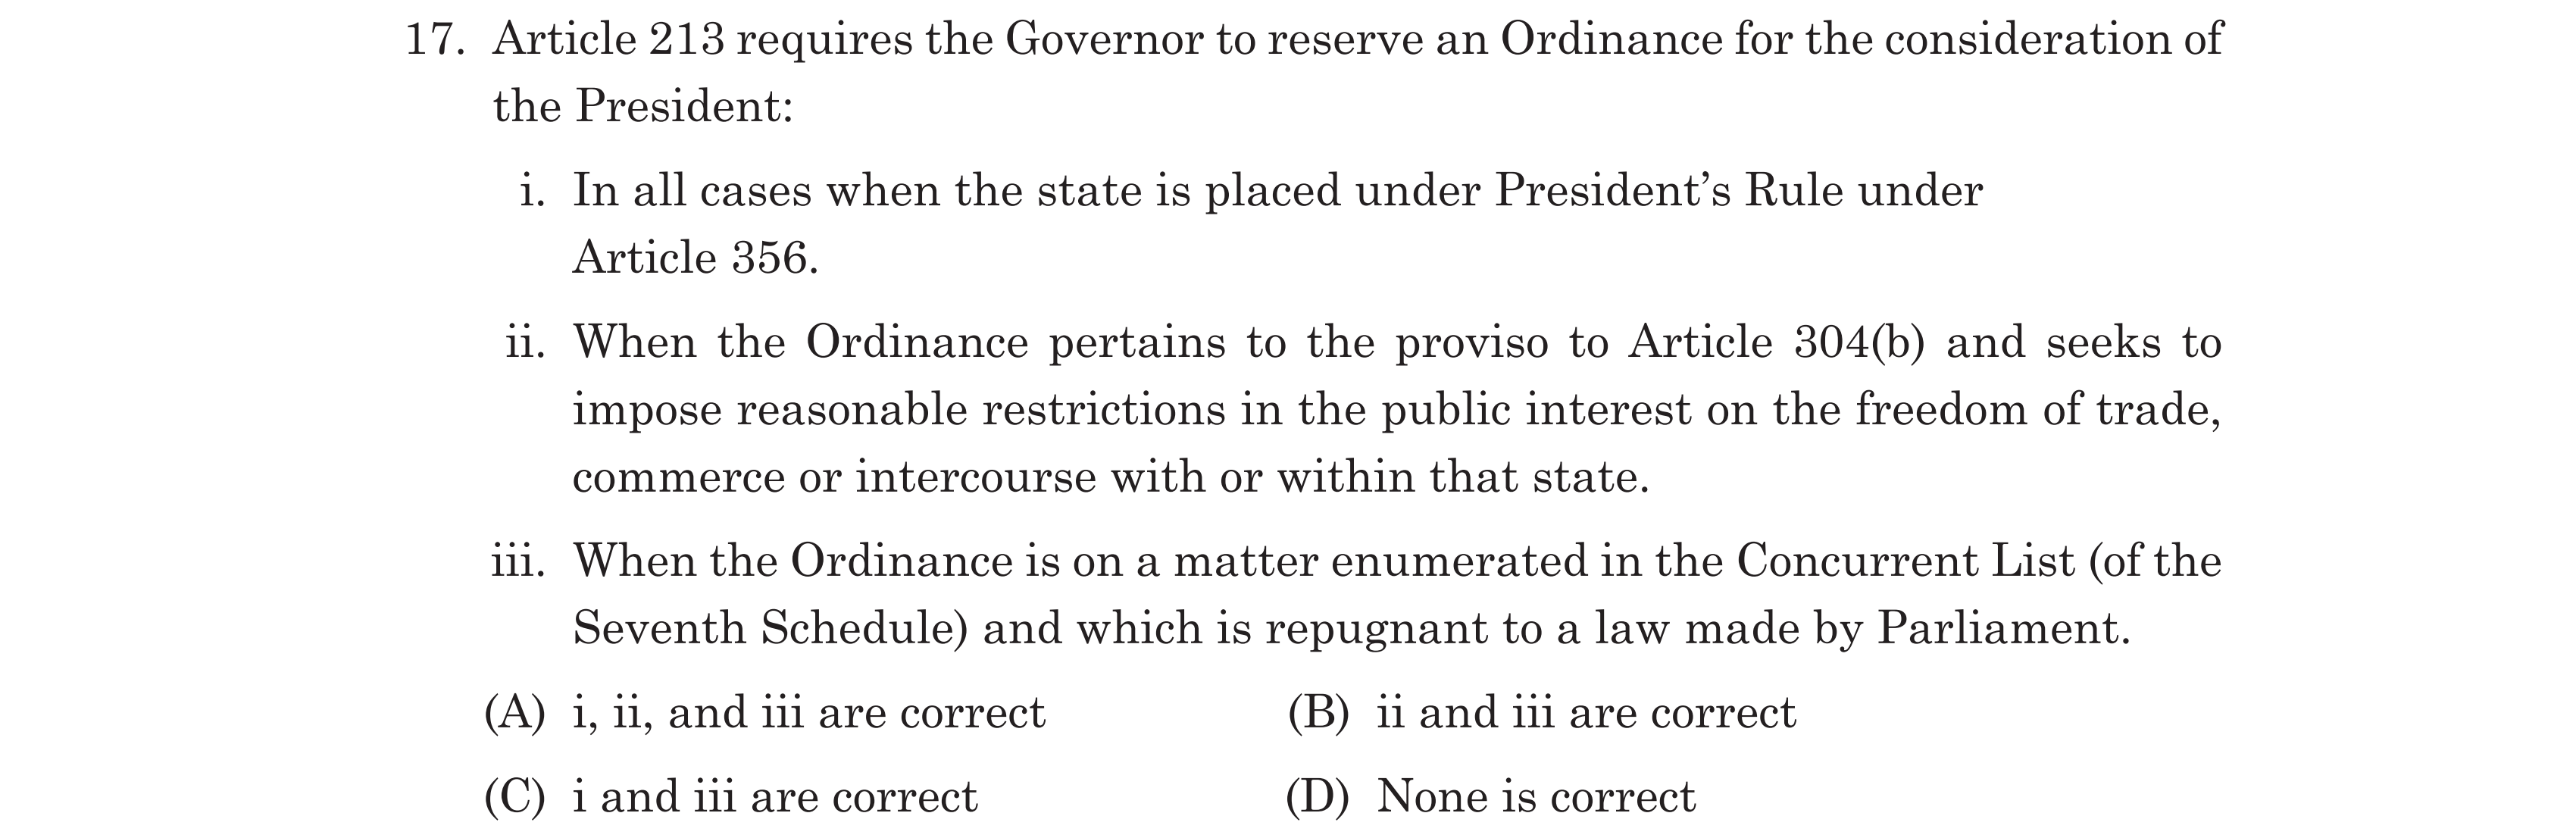 17. Article 213 requires the Governor to reserve an Ordinance for the consideration of
the President:
i. In all cases when the state is placed under President’s Rule under
Article 356.
ii. When the Ordinance pertains to the proviso to Article 304(b) and seeks to
impose reasonable restrictions in the public interest on the freedom of trade,
commerce or intercourse with or within that state.
iii. When the Ordinance is on a matter enumerated in the Concurrent List (of the
Seventh Schedule) and which is repugnant to a law made by Parliament.
(A) i, ii, and iii are correct (B) ii and iii are correct
(C) i and iii are correct (D) None is correct